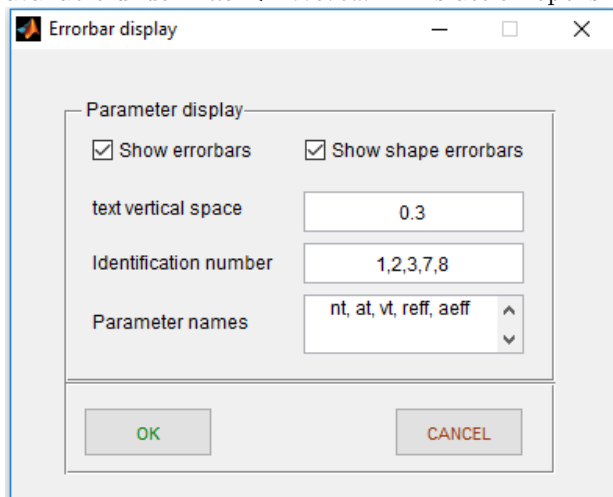 Errorbar display
Parameter display
Show errorbars
Show shape errorbars
text vertical space
0.3
Identification number
1,2,3,7,8
Parameter names
nt, at, vt, reff, aeff
OK
CANCEL